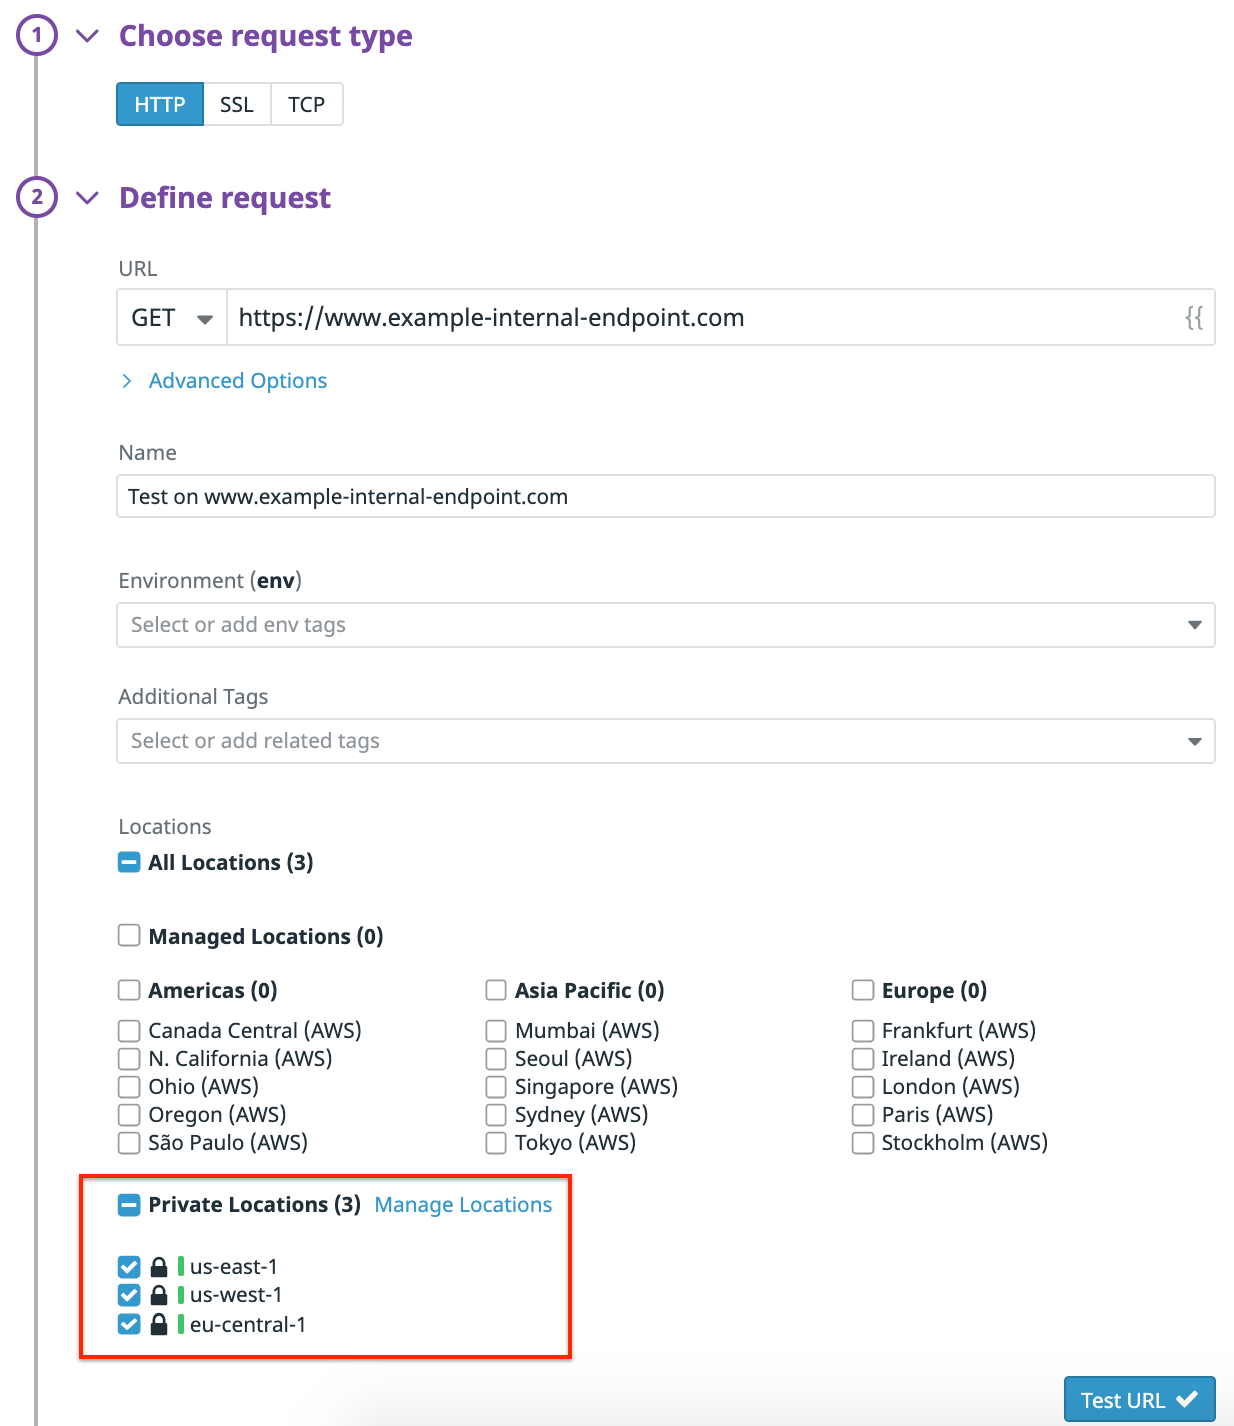 1 Choose request type
HTTP SSL TCP
2 Define request
URL
GET https://www.example-internal-endpoint.com {{
Advanced Options
Name
Test on www.example-internal-endpoint.com
Environment (env)
Select or add env tags
Additional Tags
Select or add related tags
Locations
All Locations (3)
Managed Locations (0)
Americas (0) Asia Pacific (0) Europe (0)
Canada Central (AWS) Mumbai (AWS) Frankfurt (AWS)
N. California (AWS) Seoul (AWS) Ireland (AWS)
Ohio (AWS) Singapore (AWS) London (AWS)
Oregon (AWS) Sydney (AWS) Paris (AWS)
São Paulo (AWS) Tokyo (AWS) Stockholm (AWS)
Private Locations (3) Manage Locations
us-east-1
us-west-1
eu-central-1
Test URL